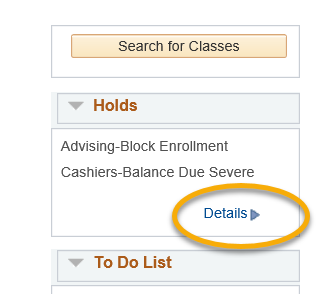 Search for Classes
Holds
Advising-Block Enrollment
Cashiers-Balance Due Severe
Details
To Do List